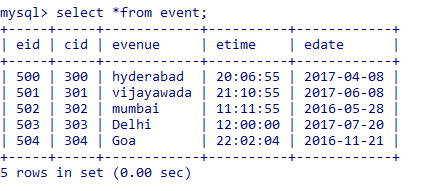 mysql> select *from event;
+-----+-----+------------+----------+------------+
| eid | cid | evenue     | etime    | edate      |
+-----+-----+------------+----------+------------+
| 500 | 300 | hyderabad  | 20:06:55 | 2017-04-08 |
| 501 | 301 | vijayawada | 21:10:55 | 2017-06-08 |
| 502 | 302 | mumbai     | 11:11:55 | 2016-05-28 |
| 503 | 303 | Delhi      | 12:00:00 | 2017-07-20 |
| 504 | 304 | Goa        | 22:02:04 | 2016-11-21 |
+-----+-----+------------+----------+------------+
5 rows in set (0.00 sec)